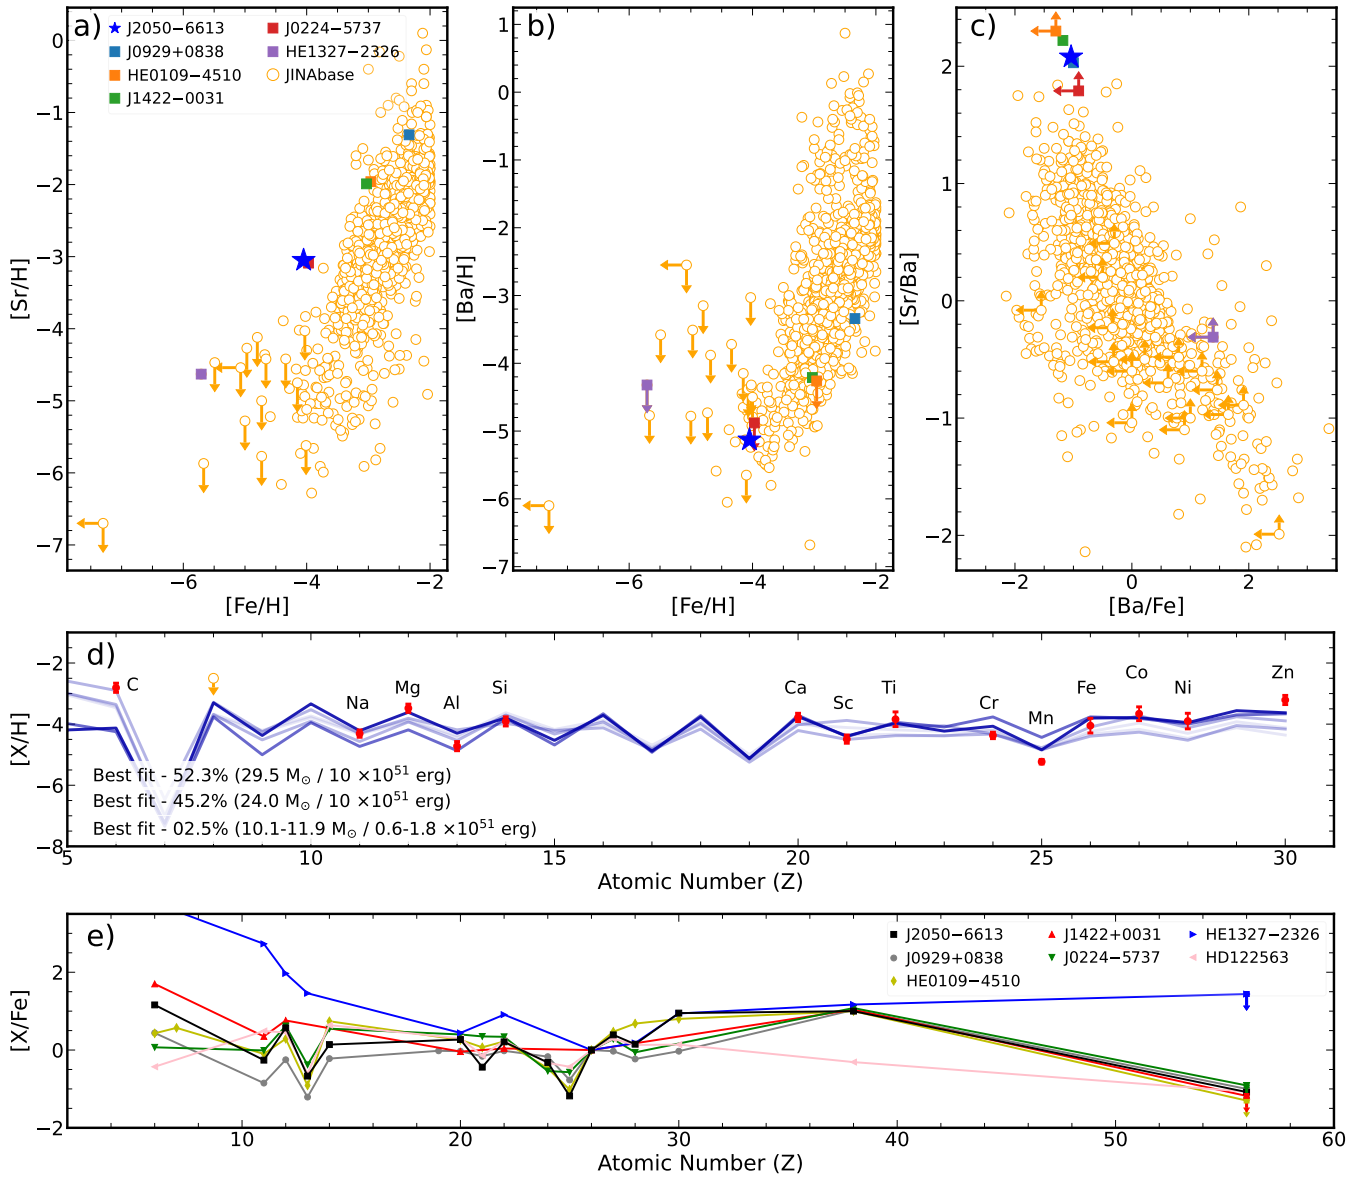 a)
J2050−6613
J0929+0838
HE0109−4510
J1422−0031
J0224−5737
HE1327−2326
JINAbase
0
−1
−2
−3
−4
−5
−6
−7
[Sr/H]
−6
−4
−2
[Fe/H]
b)
1
0
−1
−2
−3
−4
−5
−6
−7
[Ba/H]
−6
−4
−2
[Fe/H]
c)
2
1
0
−1
−2
[Sr/Ba]
−2
0
2
[Ba/Fe]
d)
−2
−4
−6
−8
[X/H]
C
Na
Mg
Al
Si
Ca
Sc
Ti
Cr
Mn
Fe
Co
Ni
Zn
Best fit - 52.3% (29.5 M☉ / 10 ×10⁵¹ erg)
Best fit - 45.2% (24.0 M☉ / 10 ×10⁵¹ erg)
Best fit - 02.5% (10.1-11.9 M☉ / 0.6-1.8 ×10⁵¹ erg)
5
10
15
20
25
30
Atomic Number (Z)
e)
J2050−6613
J0929+0838
HE0109−4510
J1422+0031
J0224−5737
HE1327−2326
HD122563
2
0
−2
[X/Fe]
10
20
30
40
50
60
Atomic Number (Z)